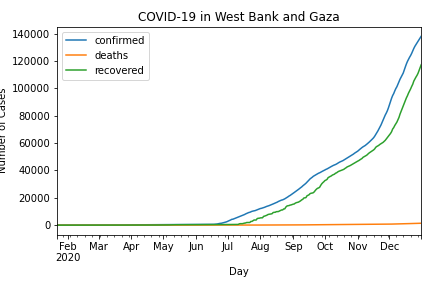 COVID-19 in West Bank and Gaza
confirmed
deaths
recovered
140000
120000
100000
80000
60000
40000
20000
0
Number of Cases
Feb Mar Apr May Jun Jul Aug Sep Oct Nov Dec
2020
Day